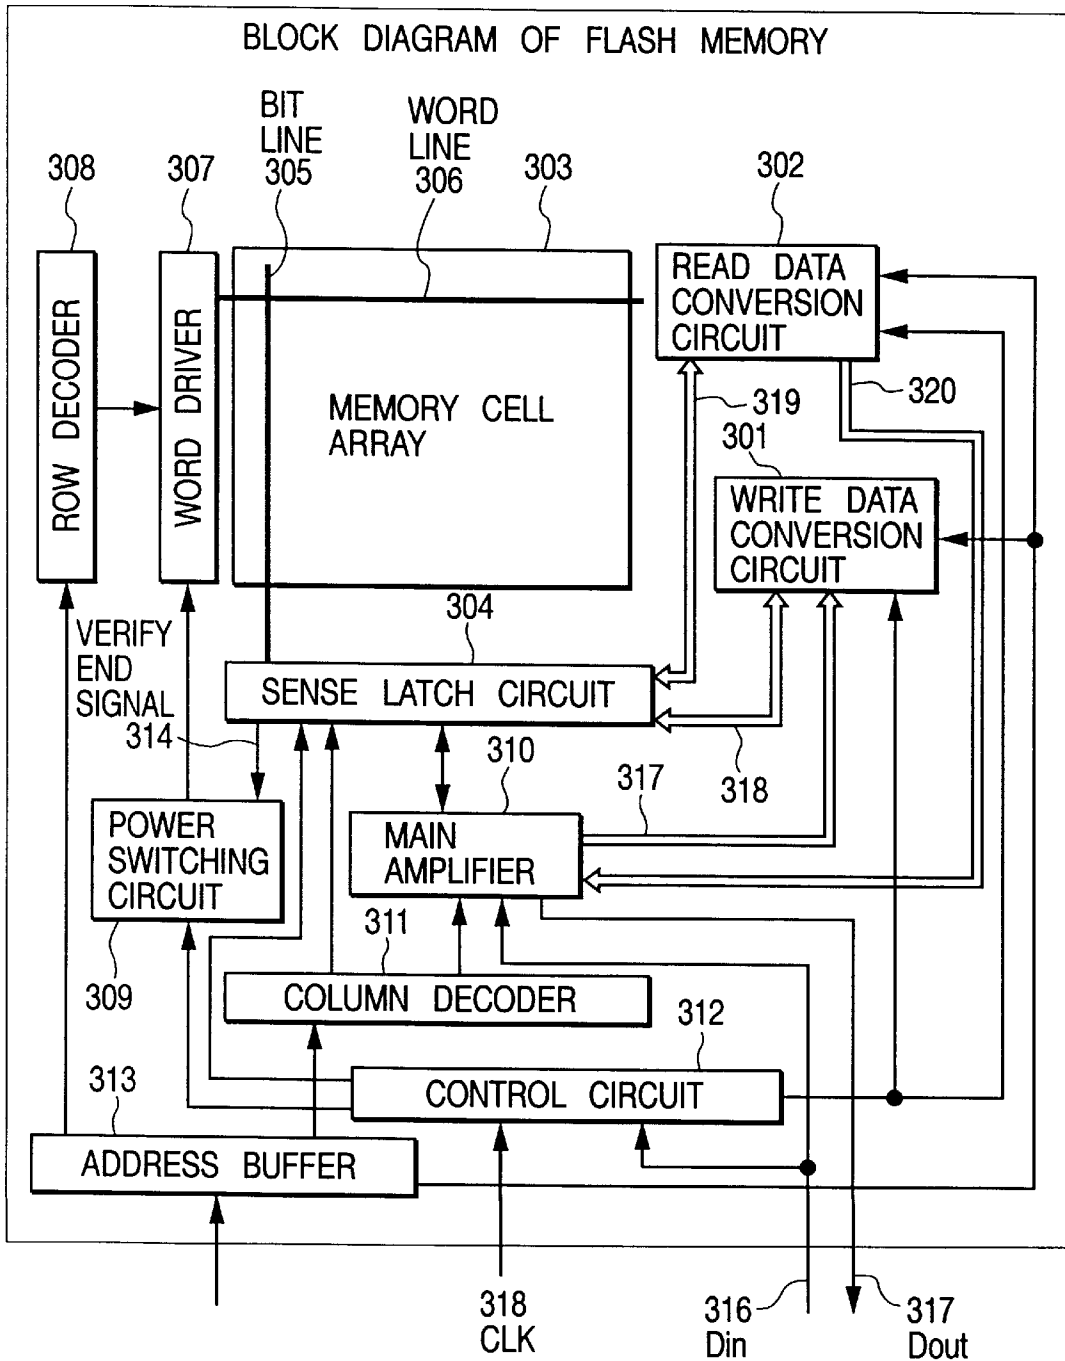 BLOCK DIAGRAM OF FLASH MEMORY
BIT
LINE
305
WORD
LINE
306
308
307
303
302
ROW DECODER
WORD DRIVER
MEMORY CELL
ARRAY
READ DATA
CONVERSION
CIRCUIT
319
320
301
WRITE DATA
CONVERSION
CIRCUIT
VERIFY
END
SIGNAL
314
304
SENSE LATCH CIRCUIT
318
310
317
POWER
SWITCHING
CIRCUIT
309
MAIN
AMPLIFIER
311
COLUMN DECODER
312
CONTROL CIRCUIT
313
ADDRESS BUFFER
318
CLK
316
Din
317
Dout